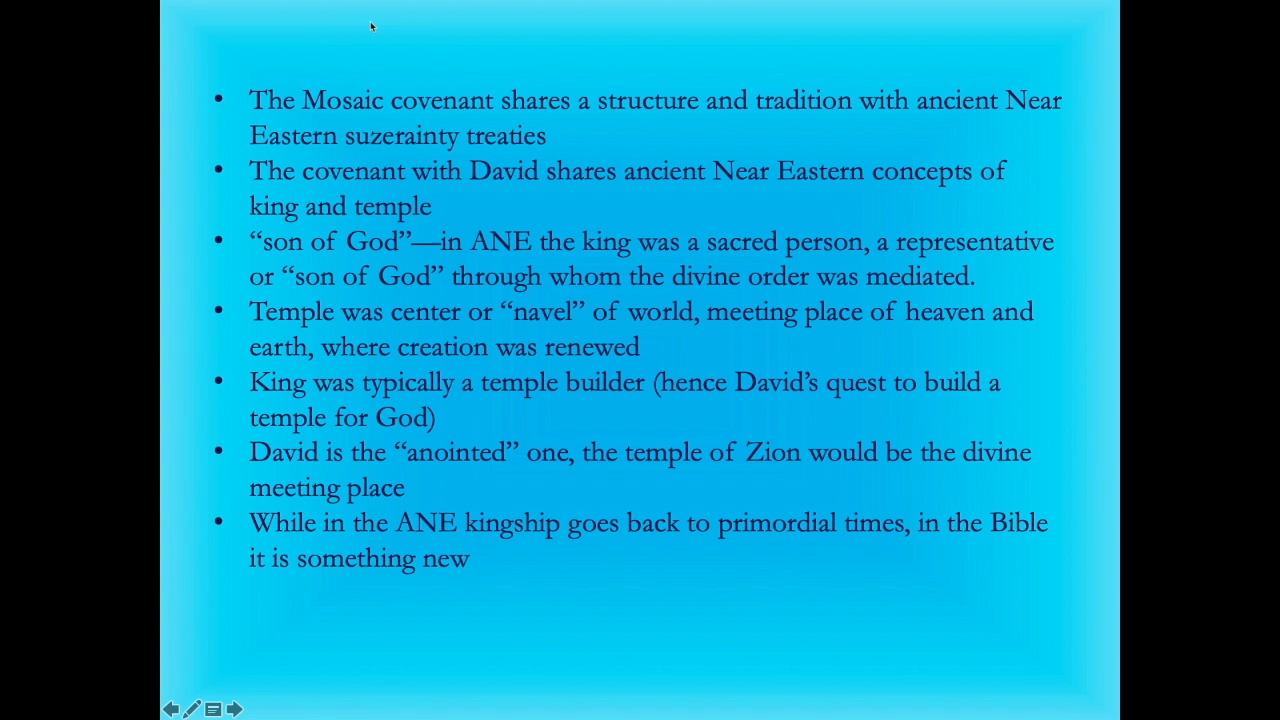 • The Mosaic covenant shares a structure and tradition with ancient Near
Eastern suzerainty treaties
• The covenant with David shares ancient Near Eastern concepts of
king and temple
• “son of God”—in ANE the king was a sacred person, a representative
or “son of God” through whom the divine order was mediated.
• Temple was center or “navel” of world, meeting place of heaven and
earth, where creation was renewed
• King was typically a temple builder (hence David’s quest to build a
temple for God)
• David is the “anointed” one, the temple of Zion would be the divine
meeting place
• While in the ANE kingship goes back to primordial times, in the Bible
it is something new